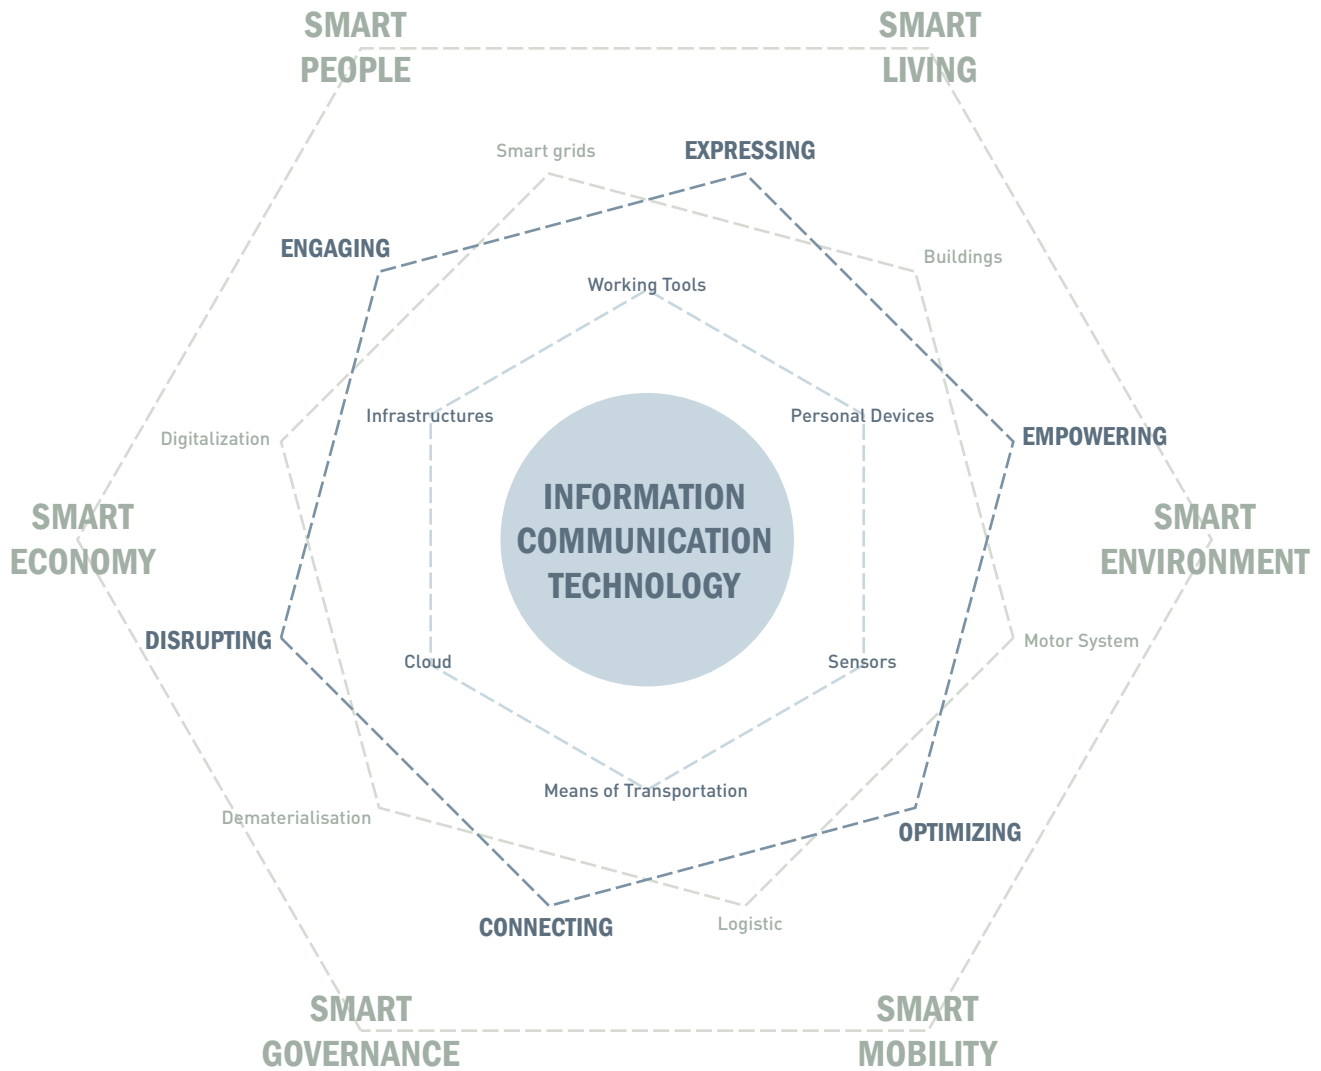 SMART
PEOPLE
SMART
LIVING
Smart grids
EXPRESSING
ENGAGING
Buildings
Working Tools
Infrastructures
Personal Devices
Digitalization
EMPOWERING
INFORMATION
COMMUNICATION
TECHNOLOGY
SMART
ECONOMY
SMART
ENVIRONMENT
DISRUPTING
Motor System
Cloud
Sensors
Means of Transportation
Dematerialisation
OPTIMIZING
CONNECTING
Logistic
SMART
GOVERNANCE
SMART
MOBILITY